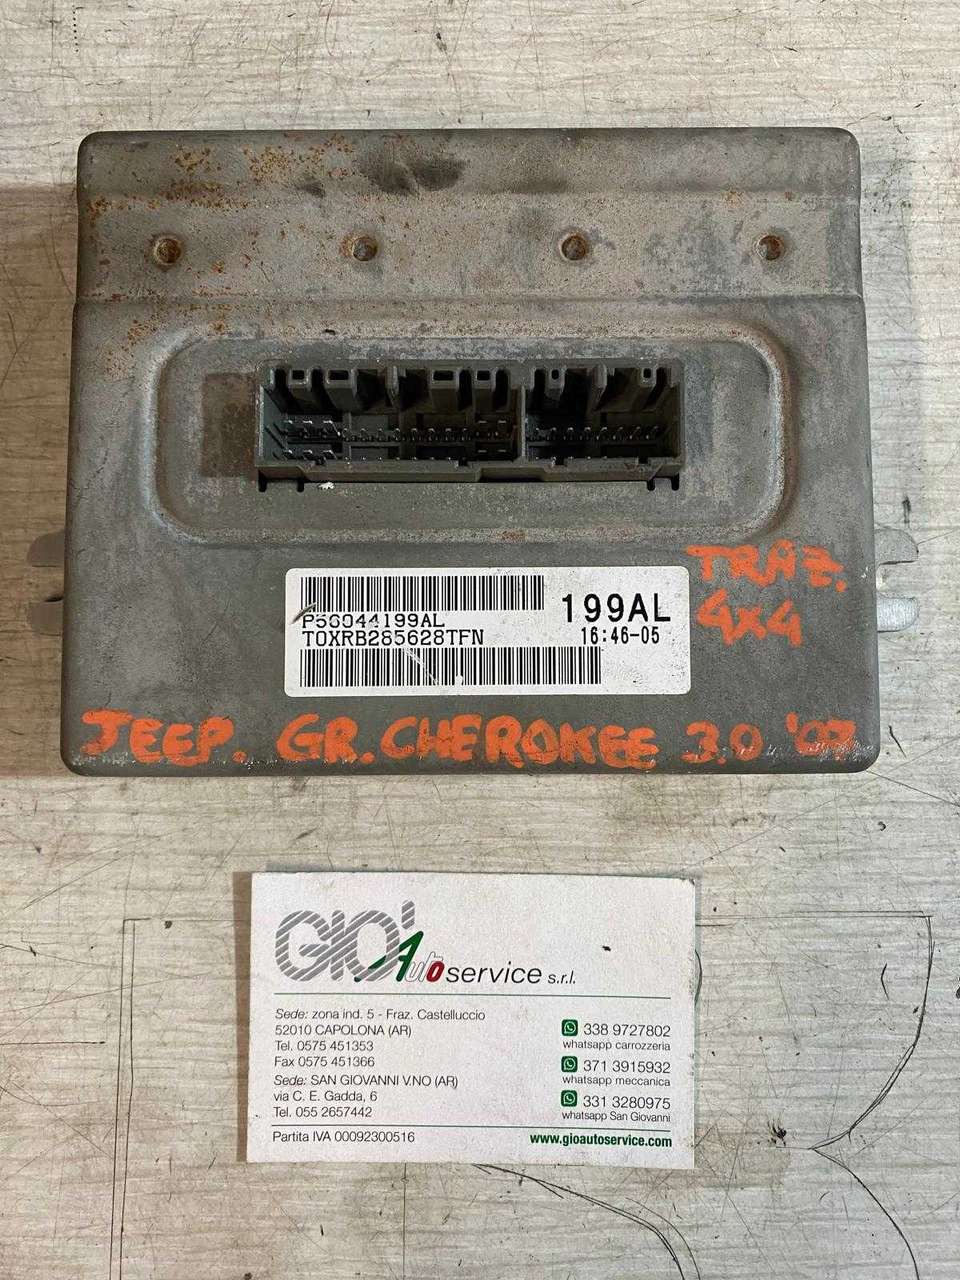 TRAZ.
4x4
P56044199AL
T0XRB285628TFN
199AL
16:46-05
JEEP. GR. CHEROKEE 3.0 '07
GIO' Autoservice s.r.l.
Sede: zona ind. 5 - Fraz. Castelluccio
52010 CAPOLONA (AR)
Tel. 0575 451353
Fax 0575 451366
Sede: SAN GIOVANNI V.NO (AR)
via C. E. Gadda, 6
Tel. 055 2657442
338 9727802
whatsapp carrozzeria
371 3915932
whatsapp meccanica
331 3280975
whatsapp San Giovanni
Partita IVA 00092300516
www.gioautoservice.com